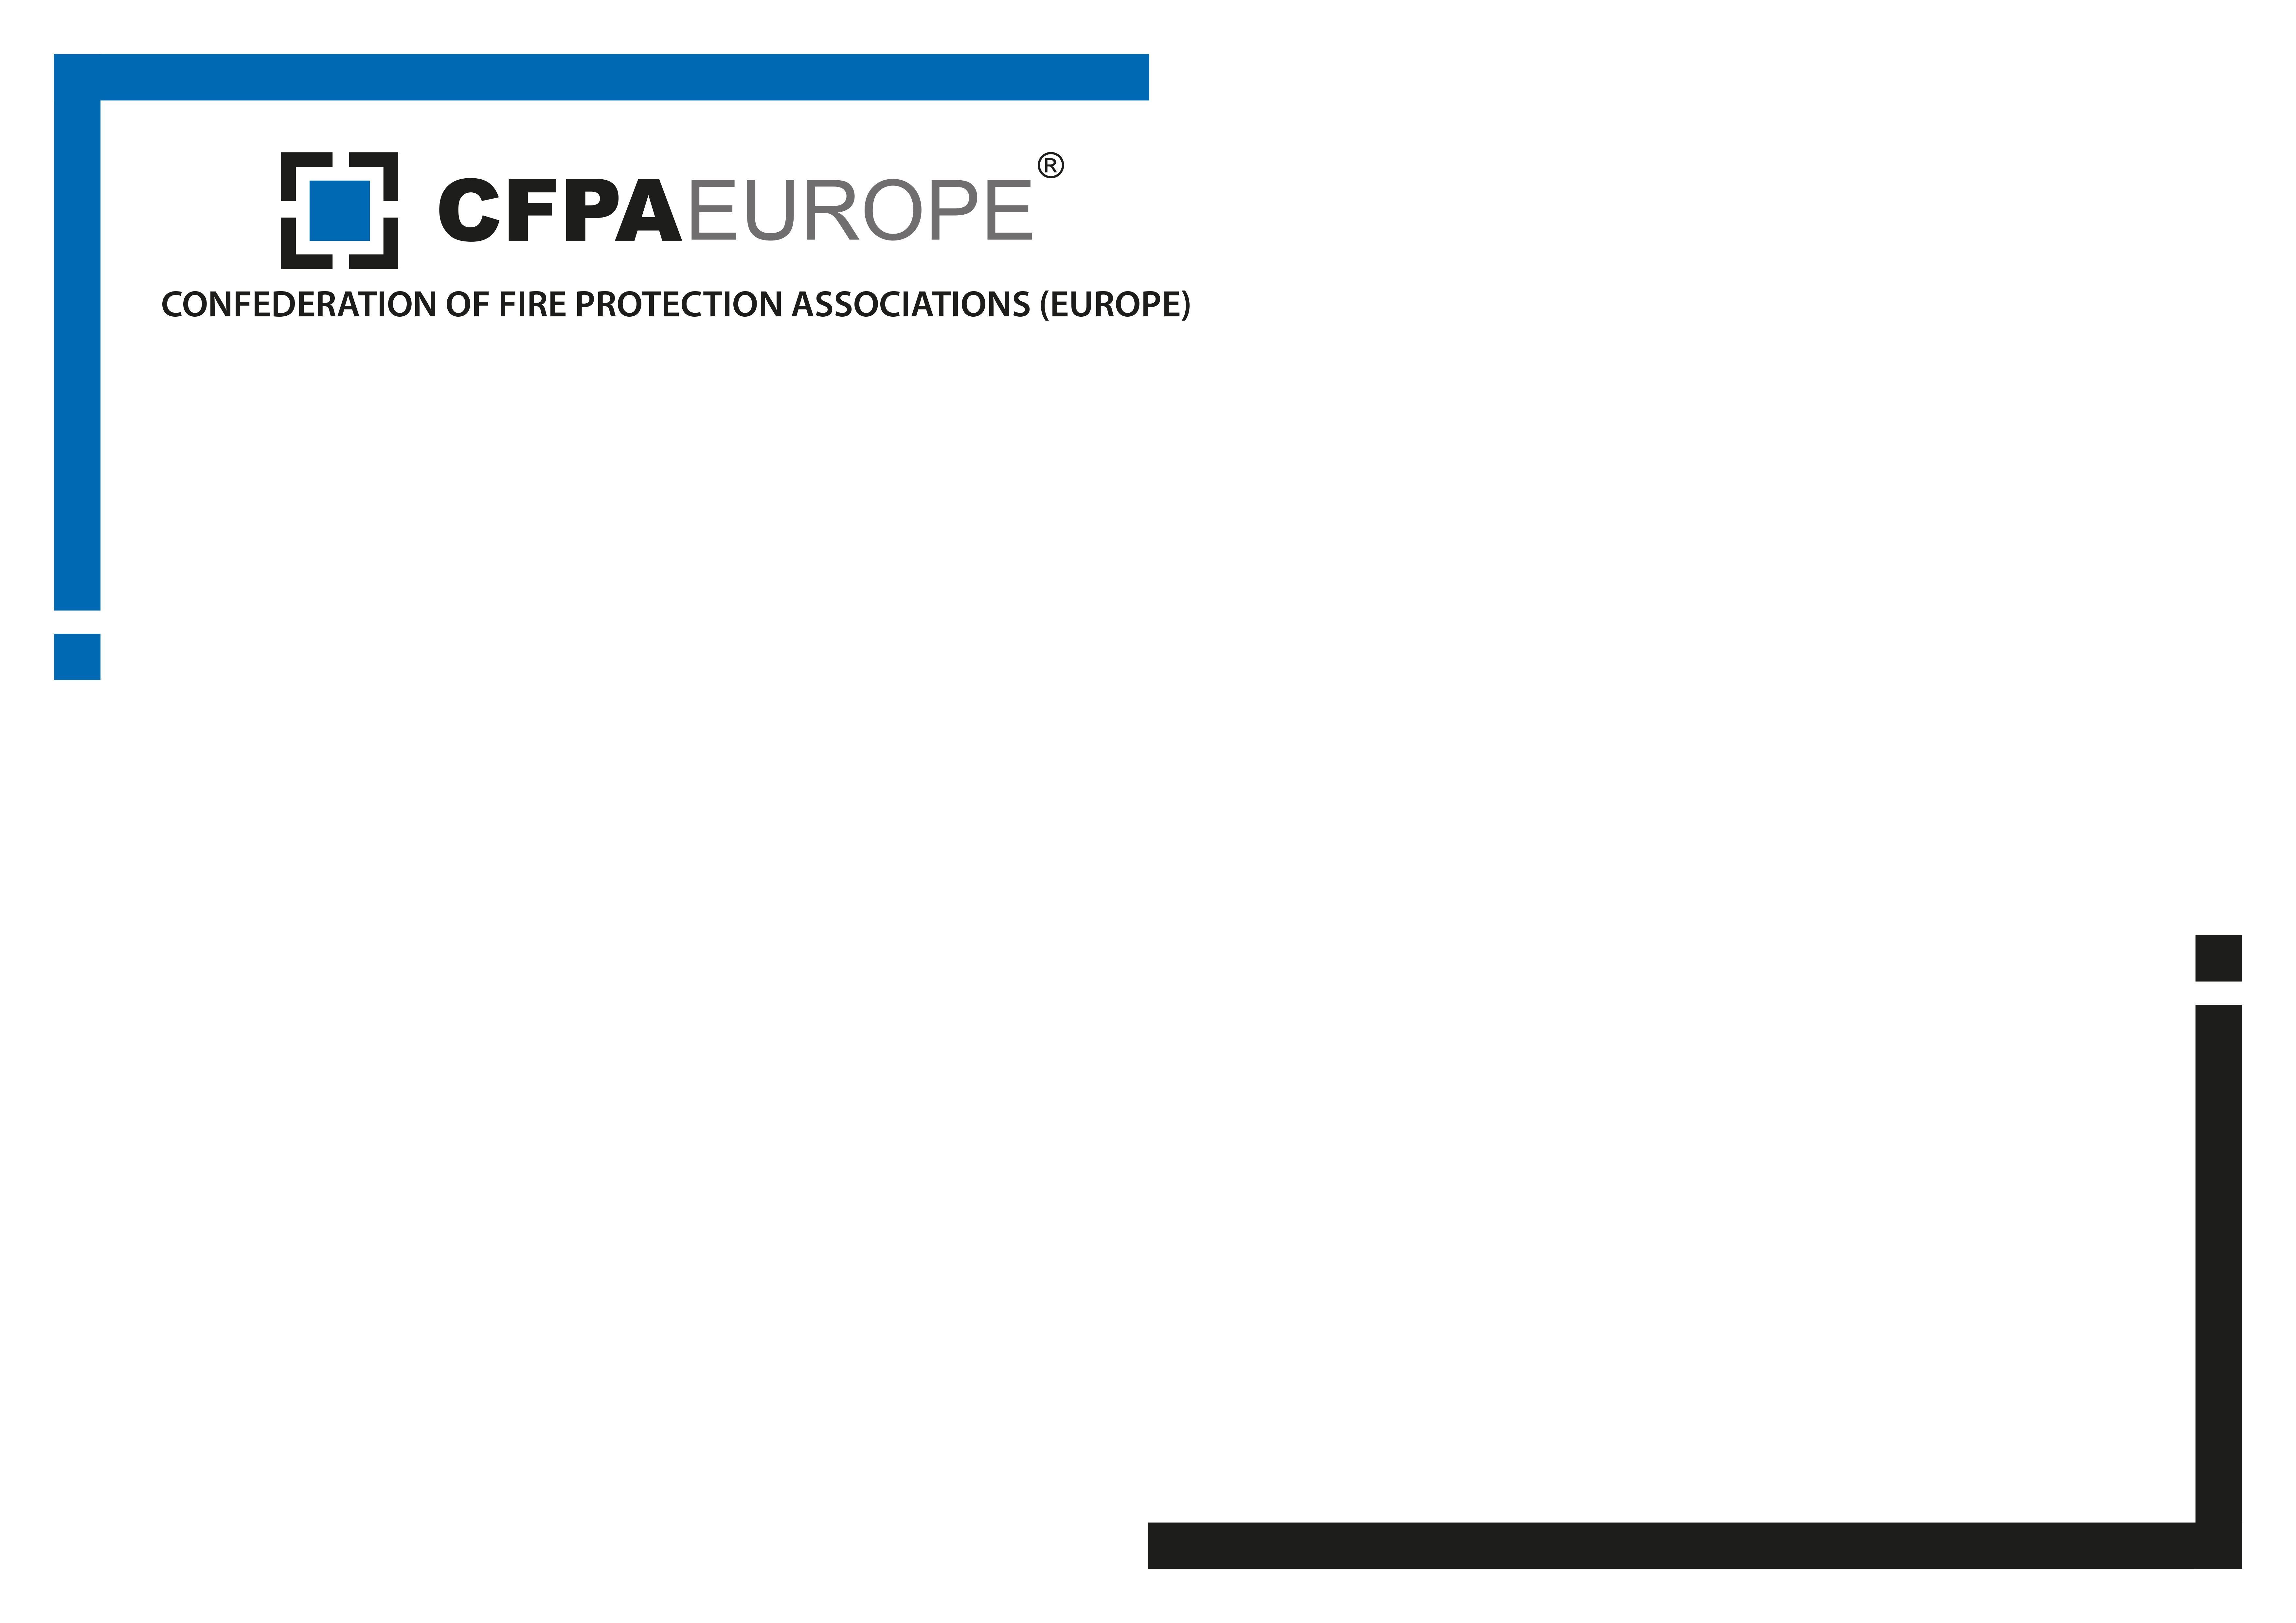 CFPAEUROPE®
CONFEDERATION OF FIRE PROTECTION ASSOCIATIONS (EUROPE)